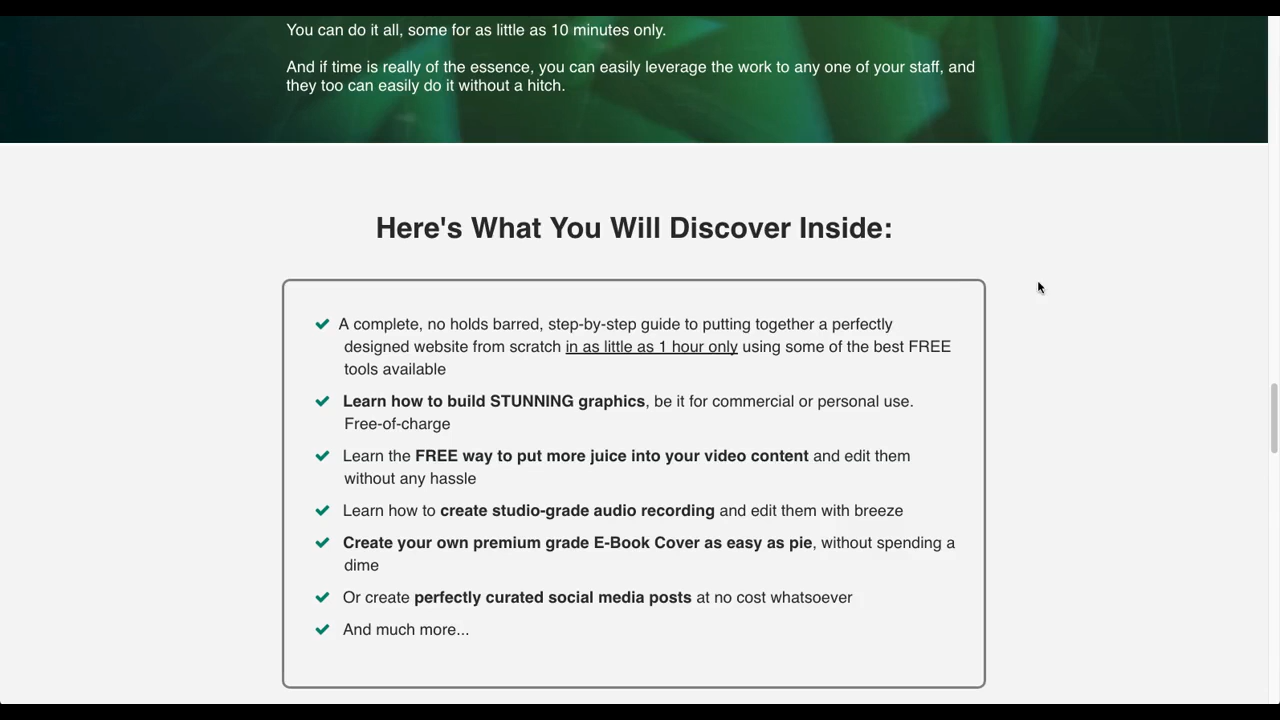 You can do it all, some for as little as 10 minutes only.
And if time is really of the essence, you can easily leverage the work to any one of your staff, and
they too can easily do it without a hitch.
Here's What You Will Discover Inside:
A complete, no holds barred, step-by-step guide to putting together a perfectly
designed website from scratch in as little as 1 hour only using some of the best FREE
tools available
Learn how to build STUNNING graphics, be it for commercial or personal use.
Free-of-charge
Learn the FREE way to put more juice into your video content and edit them
without any hassle
Learn how to create studio-grade audio recording and edit them with breeze
Create your own premium grade E-Book Cover as easy as pie, without spending a
dime
Or create perfectly curated social media posts at no cost whatsoever
And much more...